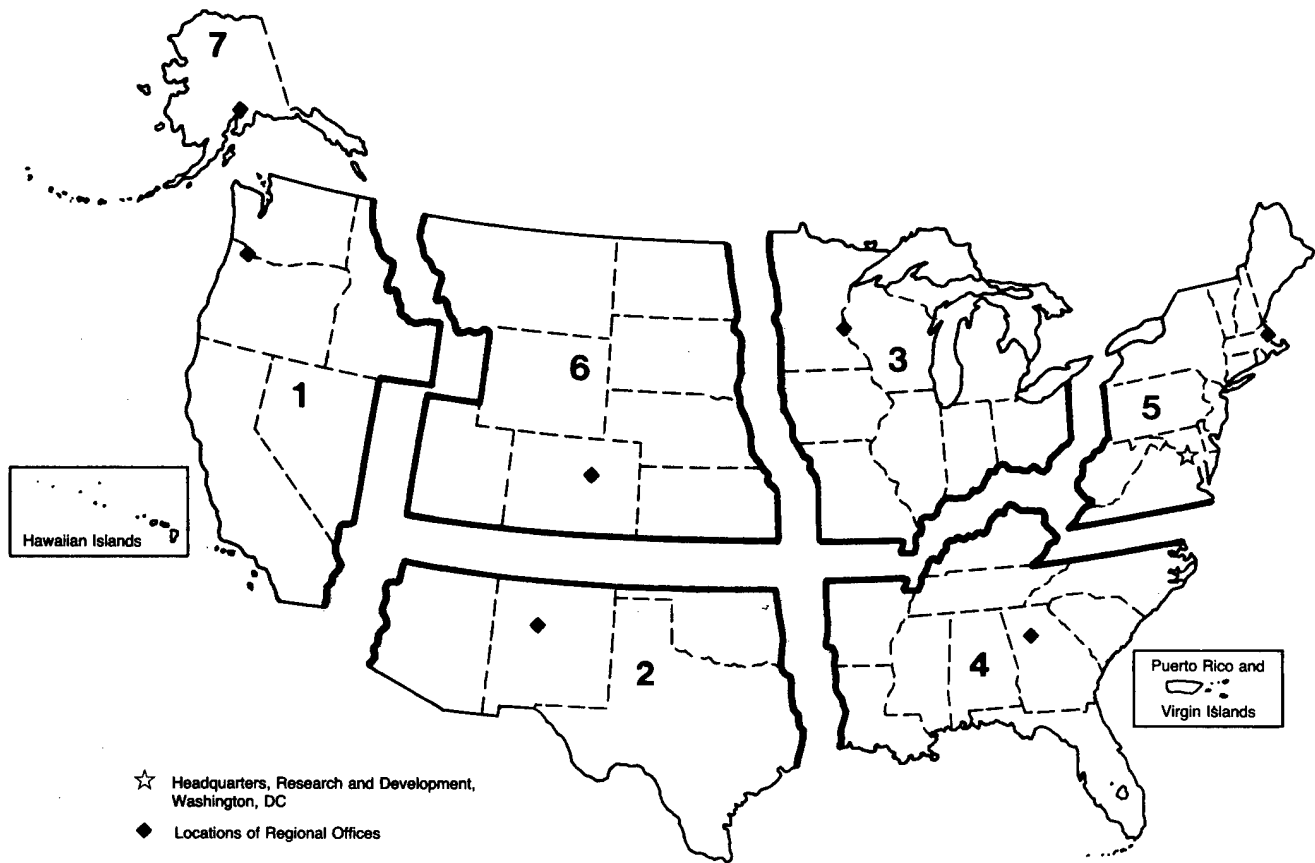 7
6
3
1
5
Hawaiian Islands
2
4
Puerto Rico and
Virgin Islands
Headquarters, Research and Development,
Washington, DC
Locations of Regional Offices